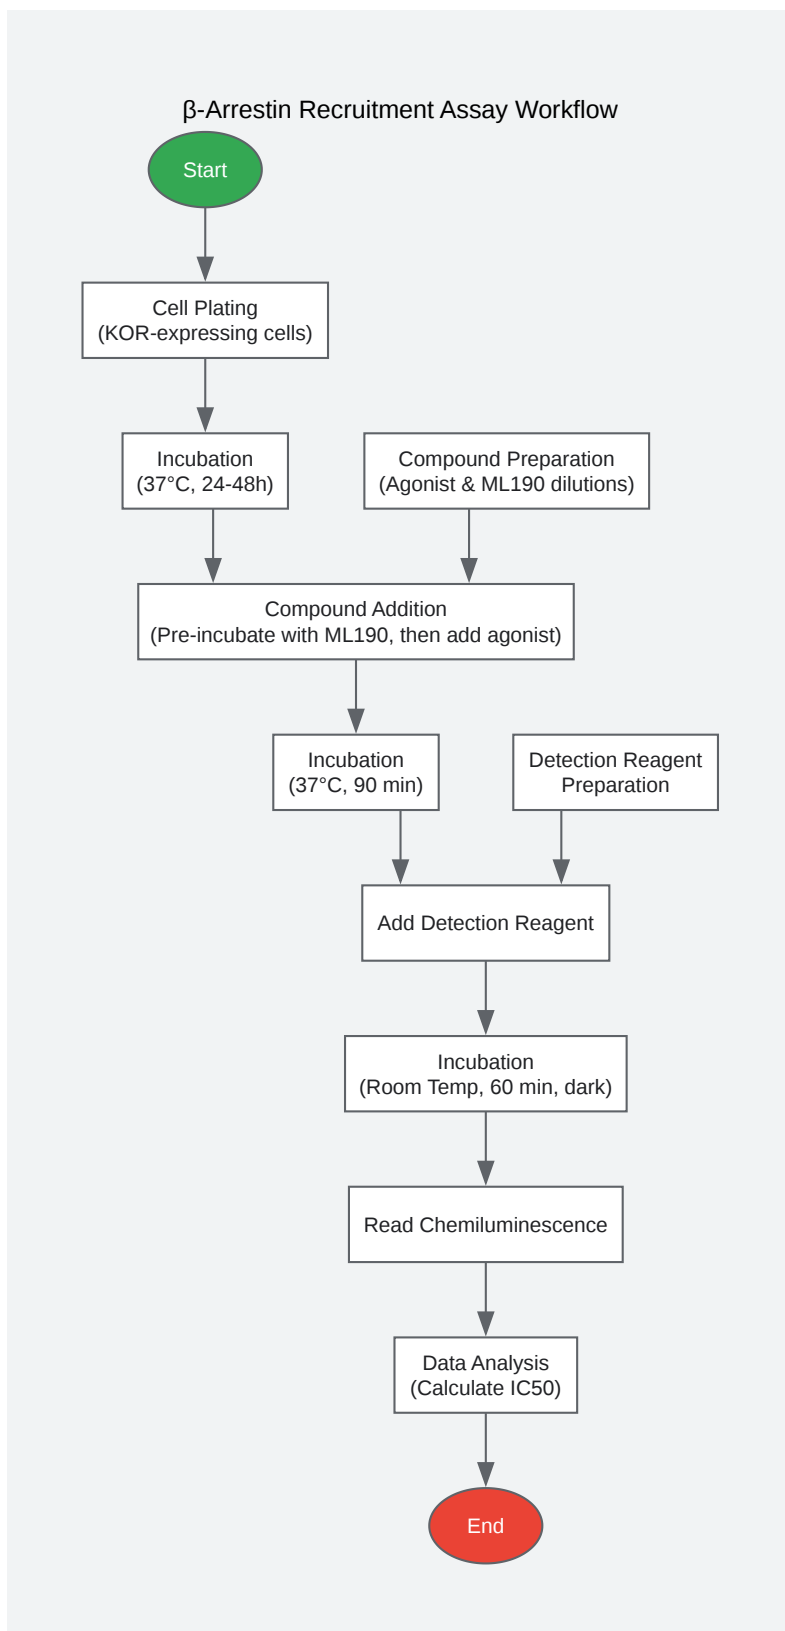 β-Arrestin Recruitment Assay Workflow
Start
Cell Plating
(KOR-expressing cells)
Incubation
(37°C, 24-48h)
Compound Preparation
(Agonist & ML190 dilutions)
Compound Addition
(Pre-incubate with ML190, then add agonist)
Incubation
(37°C, 90 min)
Detection Reagent
Preparation
Add Detection Reagent
Incubation
(Room Temp, 60 min, dark)
Read Chemiluminescence
Data Analysis
(Calculate IC50)
End